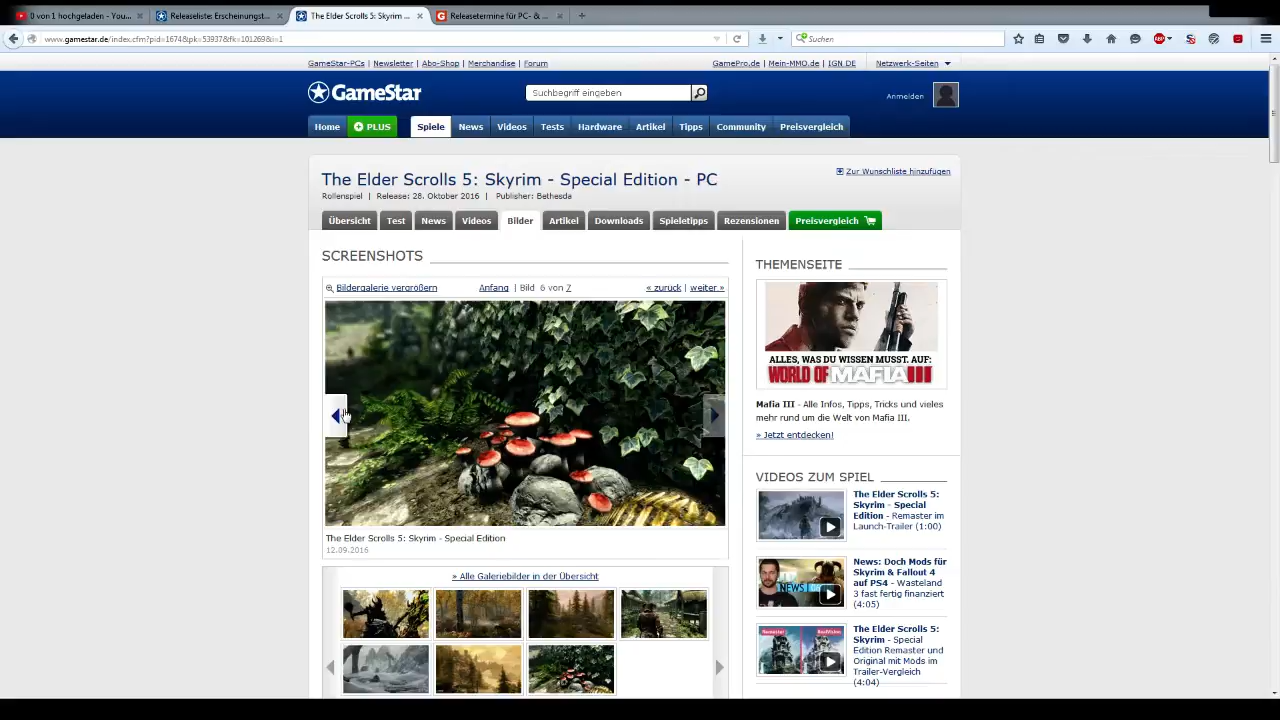 0 von 1 hochgeladen - You...
Releaseliste: Erscheinungst...
The Elder Scrolls 5: Skyrim ...
Releasetermine für PC- & ...
www.gamestar.de/index.cfm?pid=1674&pk=53937&fk=101269&i=1
Suchen
GameStar-PCs | Newsletter | Abo-Shop | Merchandise | Forum
GamePro.de | Mein-MMO.de | IGN.DE
Netzwerk-Seiten
GameStar
Suchbegriff eingeben
Anmelden
Home
PLUS
Spiele
News
Videos
Tests
Hardware
Artikel
Tipps
Community
Preisvergleich
The Elder Scrolls 5: Skyrim - Special Edition - PC
Zur Wunschliste hinzufügen
Rollenspiel | Release: 28. Oktober 2016 | Publisher: Bethesda
Übersicht
Test
News
Videos
Bilder
Artikel
Downloads
Spieletipps
Rezensionen
Preisvergleich
SCREENSHOTS
Bildergalerie vergrößern
Anfang | Bild 6 von 7
« zurück | weiter »
The Elder Scrolls 5: Skyrim - Special Edition
12.09.2016
» Alle Galeriebilder in der Übersicht
THEMENSEITE
ALLES, WAS DU WISSEN MUSST. AUF:
WORLD OF MAFIA III
Mafia III - Alle Infos, Tipps, Tricks und vieles
mehr rund um die Welt von Mafia III.
» Jetzt entdecken!
VIDEOS ZUM SPIEL
The Elder Scrolls 5:
Skyrim - Special
Edition - Remaster im
Launch-Trailer (1:00)
NEWS
News: Doch Mods für
Skyrim & Fallout 4
auf PS4 - Wasteland
3 fast fertig finanziert
(4:05)
Remaster
The Elder Scrolls 5:
Skyrim - Special
Edition Remaster und
Original mit Mods im
Trailer-Vergleich
(4:04)